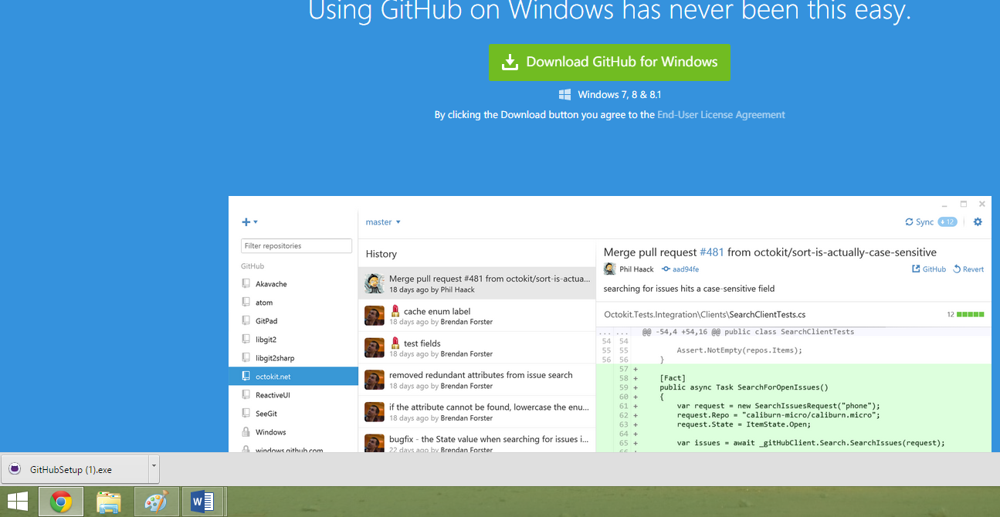 Using GitHub on Windows has never been this easy.
Download GitHub for Windows
Windows 7, 8 & 8.1
By clicking the Download button you agree to the End-User License Agreement
master
Sync 12
Filter repositories
GitHub
Akavache
atom
GitPad
libgit2
libgit2sharp
octokit.net
ReactiveUI
SeeGit
Windows
windows.github.com
History
Merge pull request #481 from octokit/sort-is-actua...
18 days ago by Phil Haack
cache enum label
18 days ago by Brendan Forster
test fields
18 days ago by Brendan Forster
removed redundant attributes from issue search
18 days ago by Brendan Forster
if the attribute cannot be found, lowercase the enu...
18 days ago by Brendan Forster
bugfix - the State value when searching for issues i...
22 days ago by Brendan Forster
Merge pull request #481 from octokit/sort-is-actually-case-sensitive
Phil Haack aad94fe GitHub Revert
searching for issues hits a case-sensitive field
Octokit.Tests.Integration\Clients\SearchClientTests.cs 12
... ... @@ -54,4 +54,16 @@ public class SearchClientTests
54 54
55 55 Assert.NotEmpty(repos.Items);
56 56 }
57 +
58 + [Fact]
59 + public async Task SearchForOpenIssues()
60 + {
61 + var request = new SearchIssuesRequest("phone");
62 + request.Repo = "caliburn-micro/caliburn.micro";
63 + request.State = ItemState.Open;
64 +
65 + var issues = await _gitHubClient.Search.SearchIssues(request);
66 +
GitHubSetup (1).exe